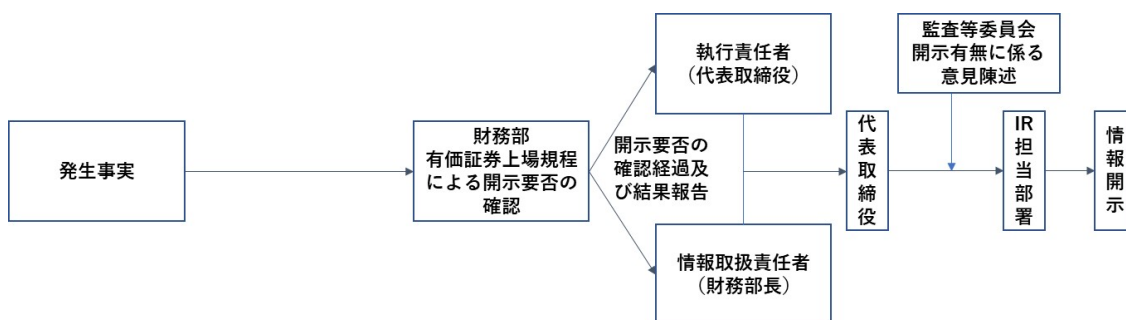 発生事実
財務部
有価証券上場規程
による開示要否の
確認
執行責任者
(代表取締役)
開示要否の
確認経過及
び結果報告
情報取扱責任者
(財務部長)
代表取締役
監査等委員会
開示有無に係る
意見陳述
IR担当部署
情報開示